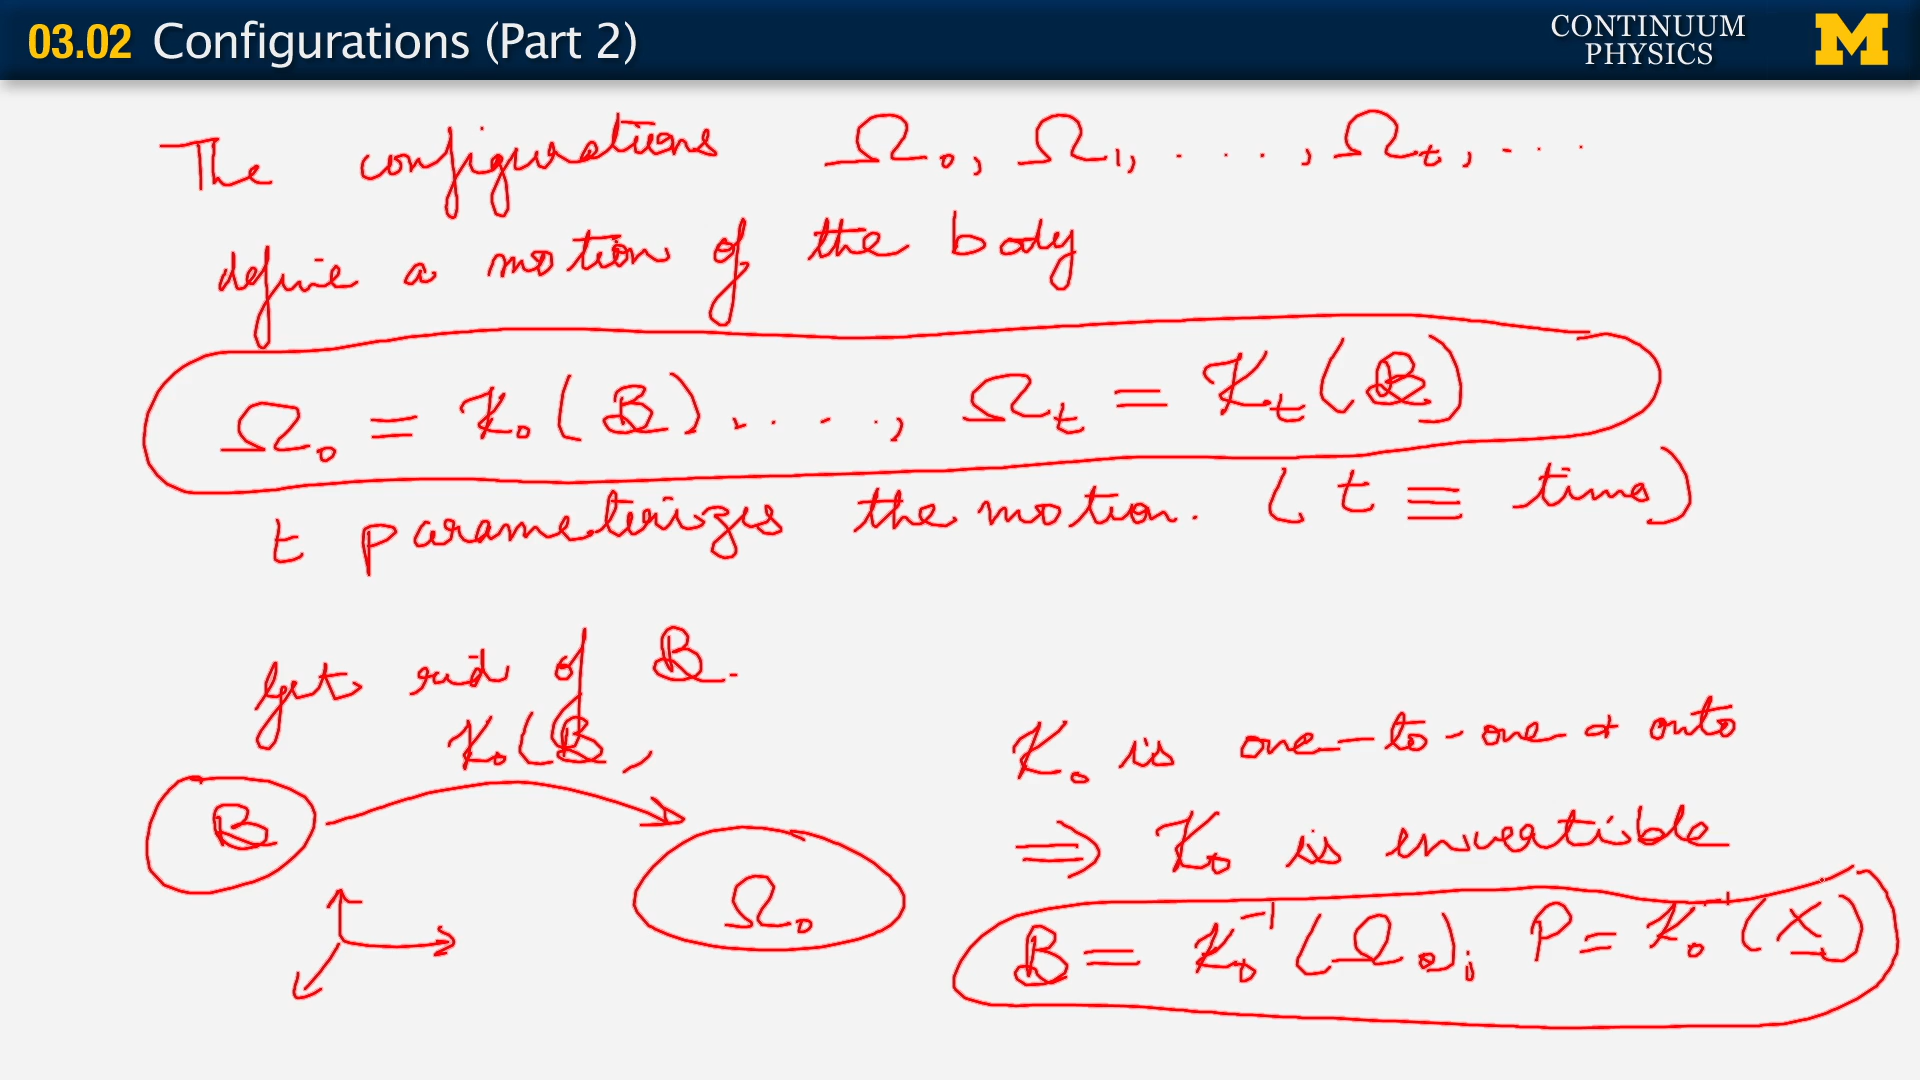 03.02 Configurations (Part 2)
CONTINUUM
PHYSICS
M
The configurations Ω₀, Ω₁, . . . . , Ωₜ, . . .
define a motion of the body
Ω₀ = 𝒦₀(𝔹) . . . . , Ωₜ = 𝒦ₜ(𝔹)
t parameterizes the motion. (t ≡ time)
Get rid of 𝔹.
𝒦₀(𝔹)
𝔹
Ω₀
𝒦₀ is one-to-one & onto
⇒ 𝒦₀ is invertible
𝔹 = 𝒦₀⁻¹(Ω₀); P = 𝒦₀⁻¹(X)